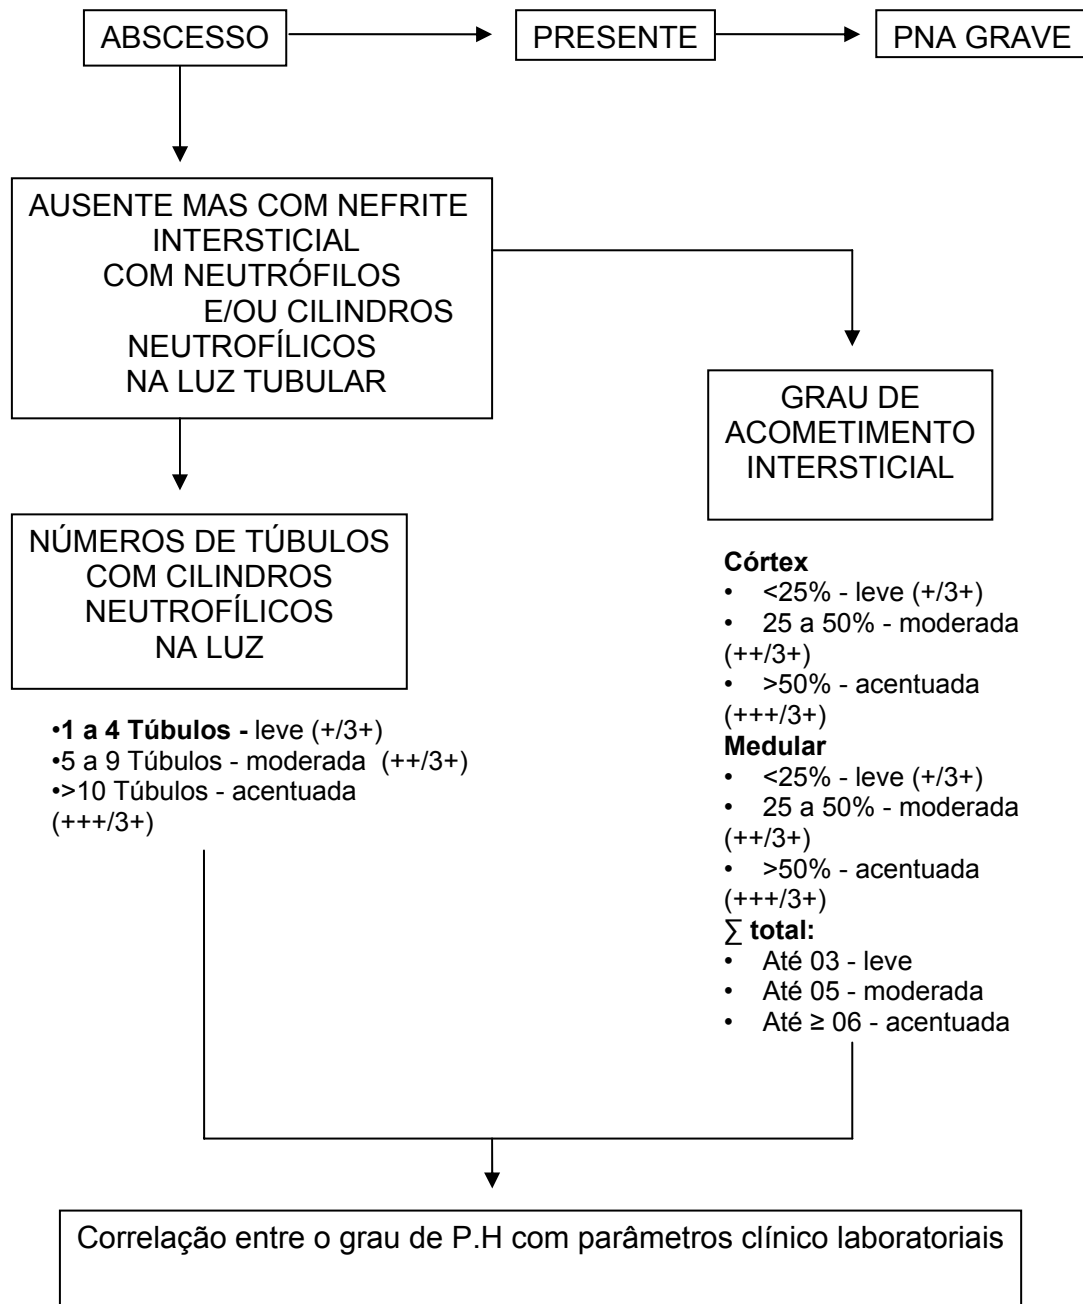 ABSCESSO
PRESENTE
PNA GRAVE
AUSENTE MAS COM NEFRITE
INTERSTICIAL
COM NEUTRÓFILOS
E/OU CILINDROS
NEUTROFÍLICOS
NA LUZ TUBULAR
GRAU DE
ACOMETIMENTO
INTERSTICIAL
NÚMEROS DE TÚBULOS
COM CILINDROS
NEUTROFÍLICOS
NA LUZ
•1 a 4 Túbulos - leve (+/3+)
•5 a 9 Túbulos - moderada (++/3+)
•>10 Túbulos - acentuada
(+++/3+)
Córtex
• <25% - leve (+/3+)
• 25 a 50% - moderada
(++/3+)
• >50% - acentuada
(+++/3+)
Medular
• <25% - leve (+/3+)
• 25 a 50% - moderada
(++/3+)
• >50% - acentuada
(+++/3+)
∑ total:
• Até 03 - leve
• Até 05 - moderada
• Até ≥ 06 - acentuada
Correlação entre o grau de P.H com parâmetros clínico laboratoriais